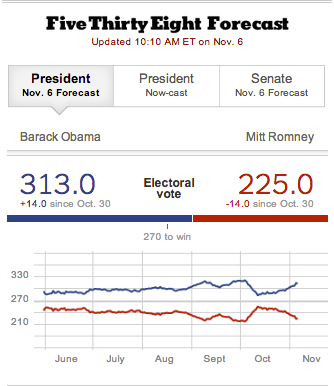 FiveThirtyEight Forecast
Updated 10:10 AM ET on Nov. 6
President President Senate
Nov. 6 Forecast Now-cast Nov. 6 Forecast
Barack Obama Mitt Romney
313.0 Electoral vote 225.0
+14.0 since Oct. 30 -14.0 since Oct. 30
270 to win
330
270
210
June July Aug Sept Oct Nov